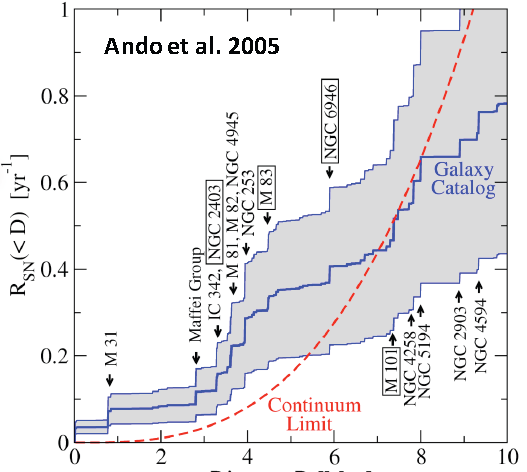 Ando et al. 2005
R_SN(< D) [yr⁻¹]
1
0.8
0.6
0.4
0.2
0
0
2
4
6
8
10
M 31
Maffei Group
IC 342, NGC 2403
M 81, M 82, NGC 4945
NGC 253
M 83
NGC 6946
M 101
NGC 4258
NGC 5194
NGC 2903
NGC 4594
Galaxy
Catalog
Continuum
Limit